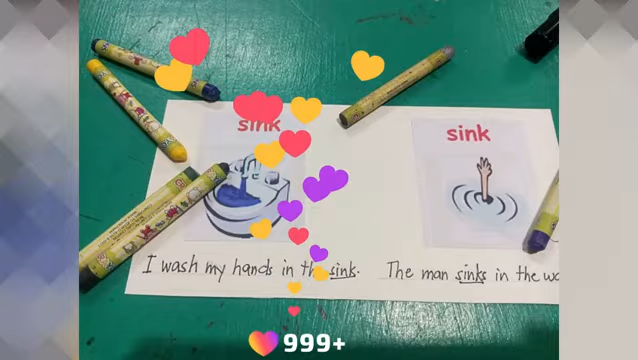 sink
sink
I wash my hands in the sink.
The man sinks in the
999+